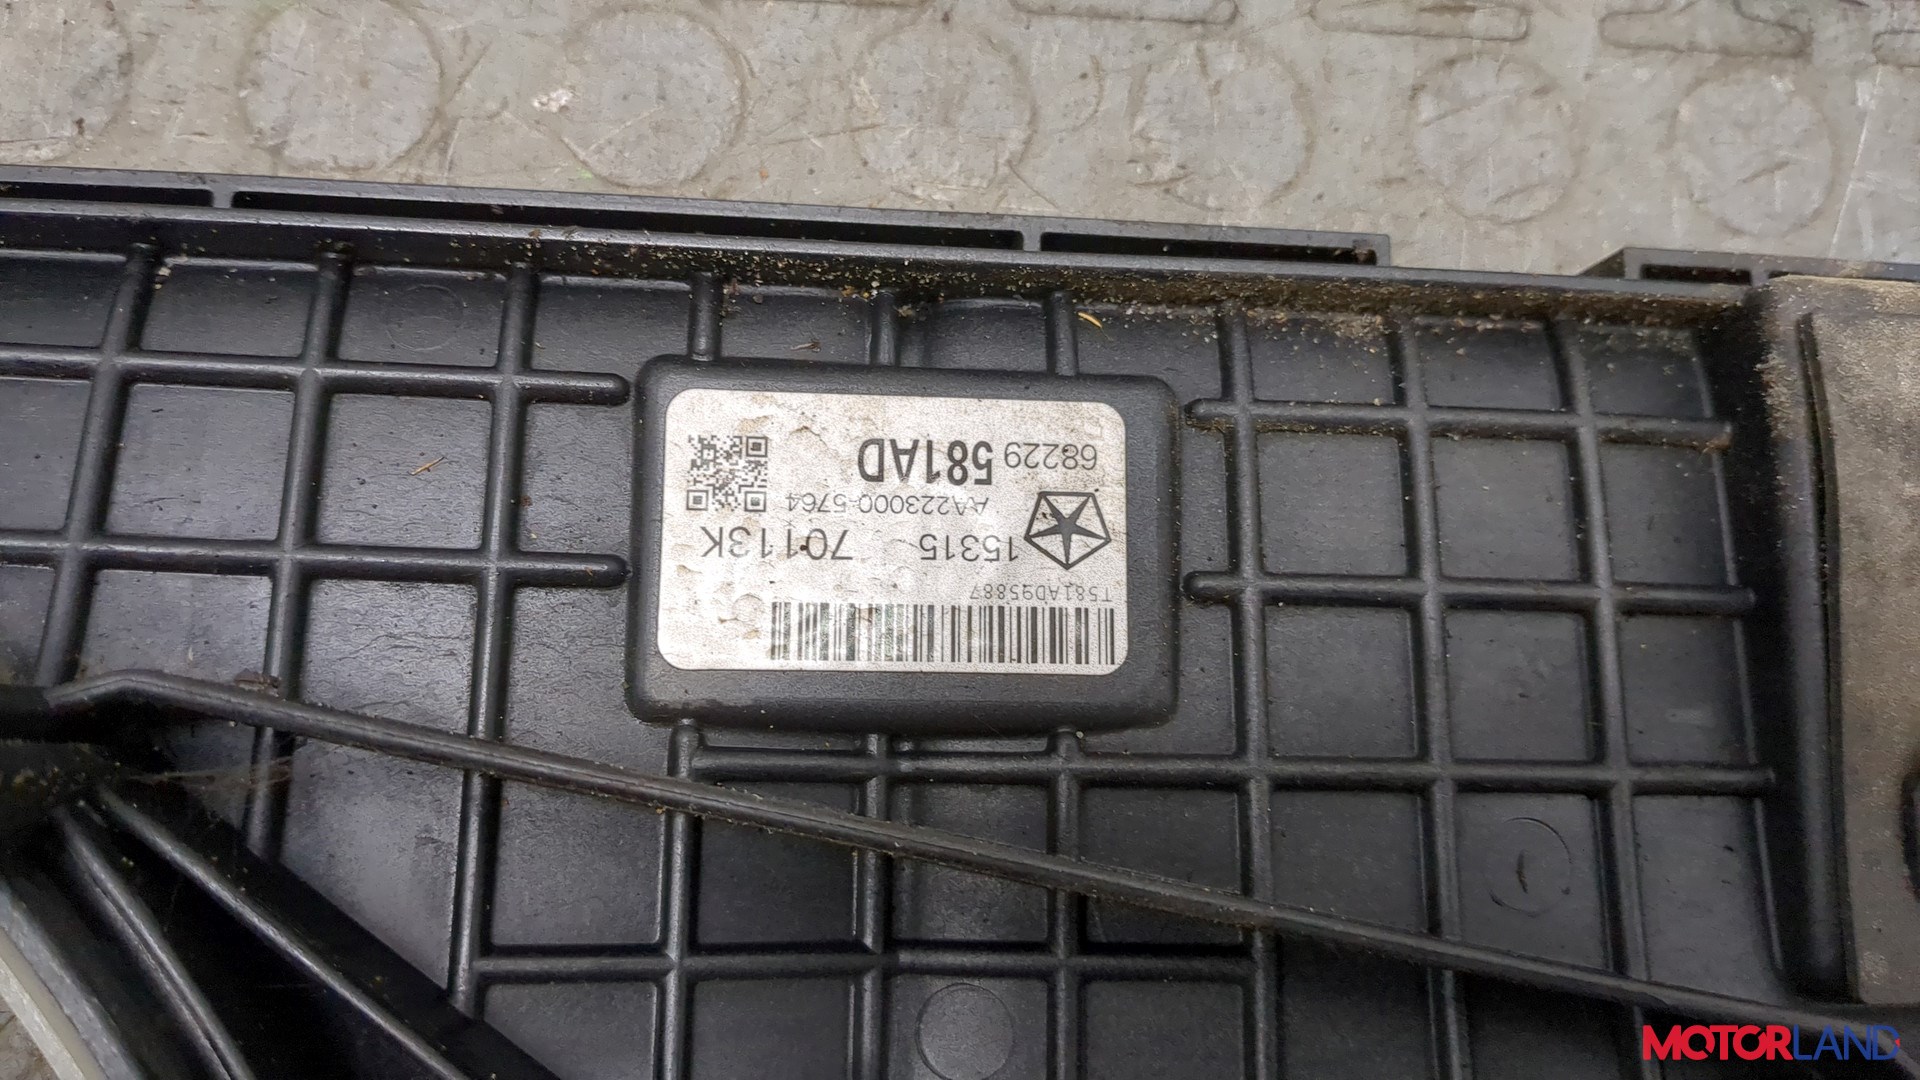 68229 581AD
AA223000-5764
15315 70113K
T581AD95887
MOTORLAND